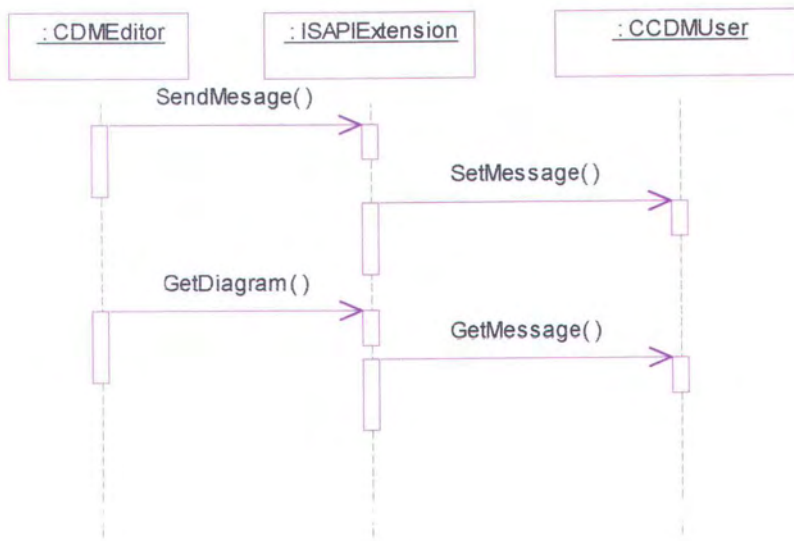 : CDMEditor
: ISAPIExtension
: CCDMUser
SendMesage()
SetMessage()
GetDiagram()
GetMessage()